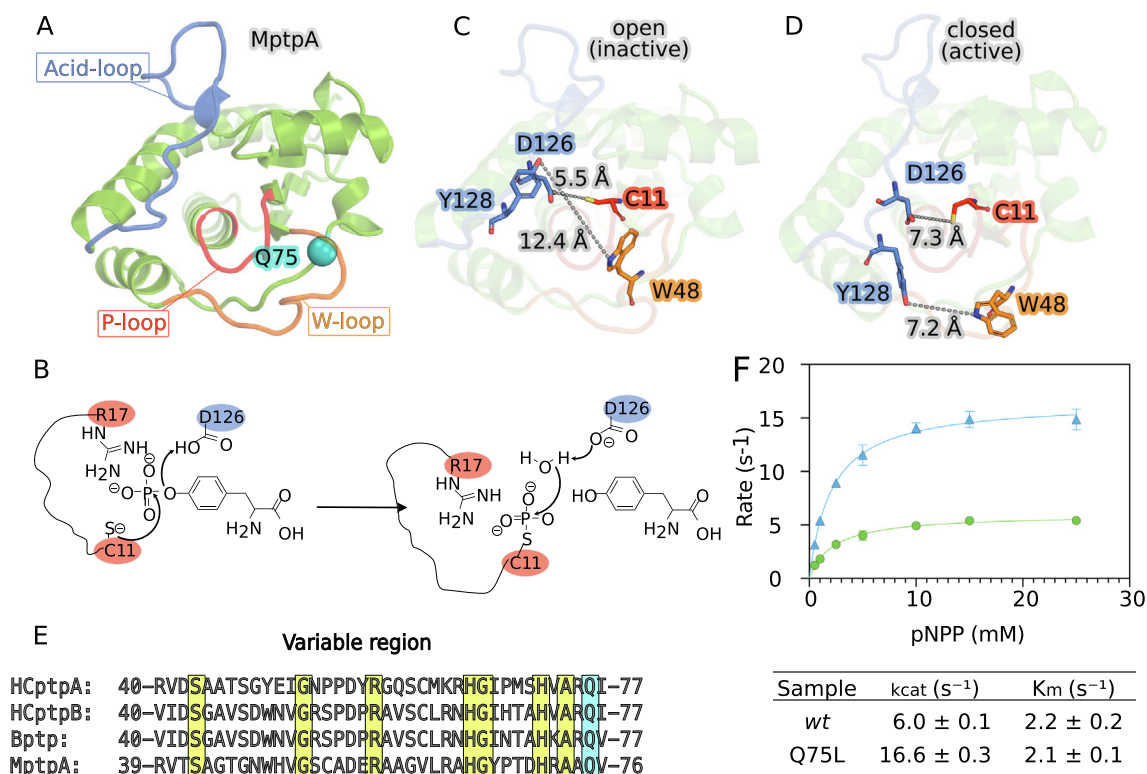 A
MptpA
Acid-loop
Q75
P-loop
W-loop
C
open
(inactive)
D126
5.5 Å
Y128
C11
12.4 Å
W48
D
closed
(active)
D126
C11
7.3 Å
Y128
W48
7.2 Å
B
R17
D126
HN
NH
H₂N
HO
O
⊖
⊖O-P-O
O
S⊖
C11
O
NH₂
OH
D126
O
O
⊖
H
O
H
R17
HN
NH
H₂N
O⊖
⊖O-P=O
S
C11
HO
O
NH₂
OH
F
Rate (s-1)
20
15
10
5
0
0
10
20
30
pNPP (mM)
E
Variable region
HCptpA: 40-RVDSAATSGYEIGNPPDYRGQSCMKRHGIPMSHVARQI-77
HCptpB: 40-VIDSGAVSDWNVGRSPDPRAVSCLRNHGIHTAHKARQI-77
Bptp: 40-VIDSGAVSDWNVGRSPDPRAVSCLRNHGINTAHKARQV-77
MptpA: 39-RVTSAGTGNWHVGSCADERAAGVLRAHGYPTDHRAAQV-76
Sample kcat (s⁻¹) Km (s⁻¹)
wt 6.0 ± 0.1 2.2 ± 0.2
Q75L 16.6 ± 0.3 2.1 ± 0.1